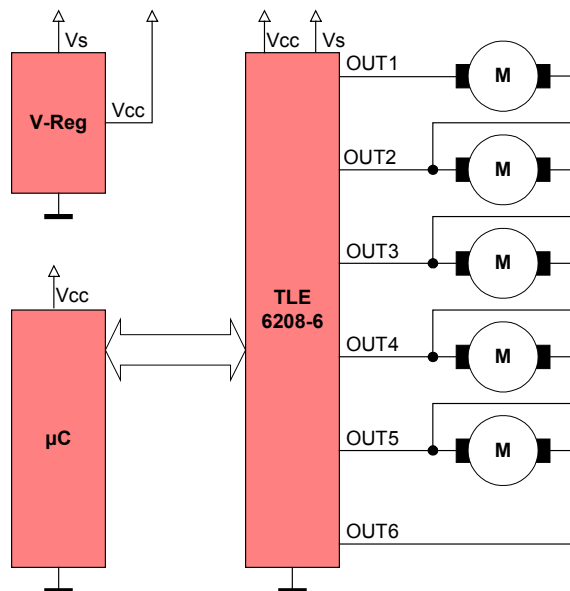 Vs
Vcc
V-Reg
Vcc
µC
Vcc
Vs
TLE
6208-6
OUT1
M
OUT2
M
OUT3
M
OUT4
M
OUT5
M
OUT6